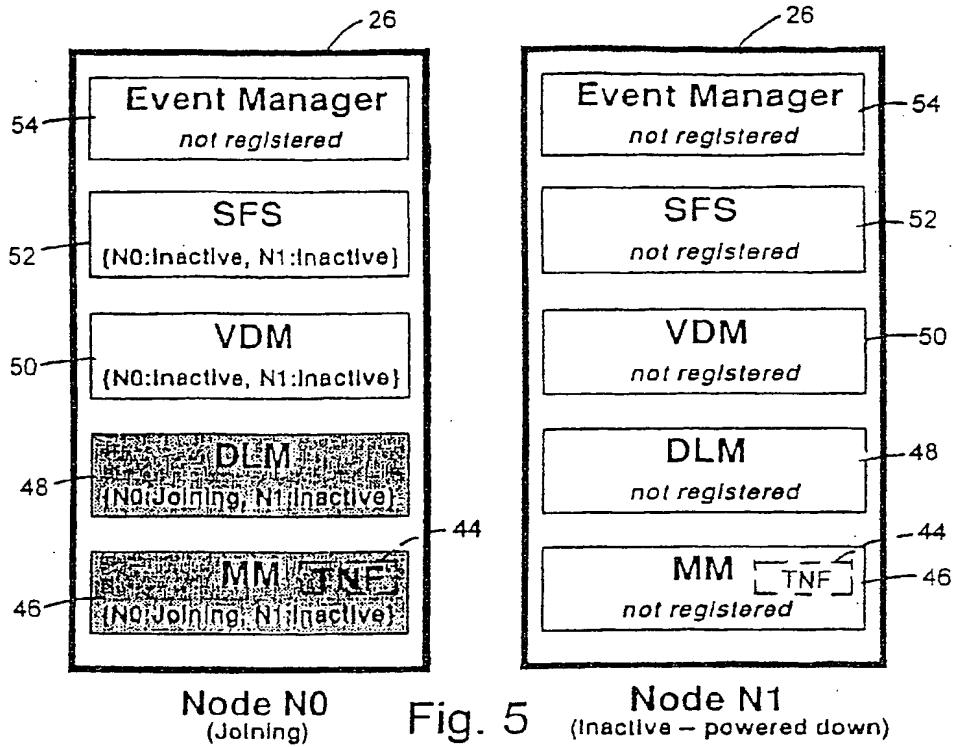 26
Event Manager
not registered
54
SFS
{N0:Inactive, N1:Inactive}
52
VDM
{N0:Inactive, N1:Inactive}
50
DLM
{N0:Joining, N1:Inactive}
48
44
MM TNF
{N0:Joining, N1:Inactive}
46
Node N0
(Joining)
26
Event Manager
not registered
54
SFS
not registered
52
VDM
not registered
50
DLM
not registered
48
44
MM TNF
not registered
46
Node N1
(Inactive – powered down)
Fig. 5